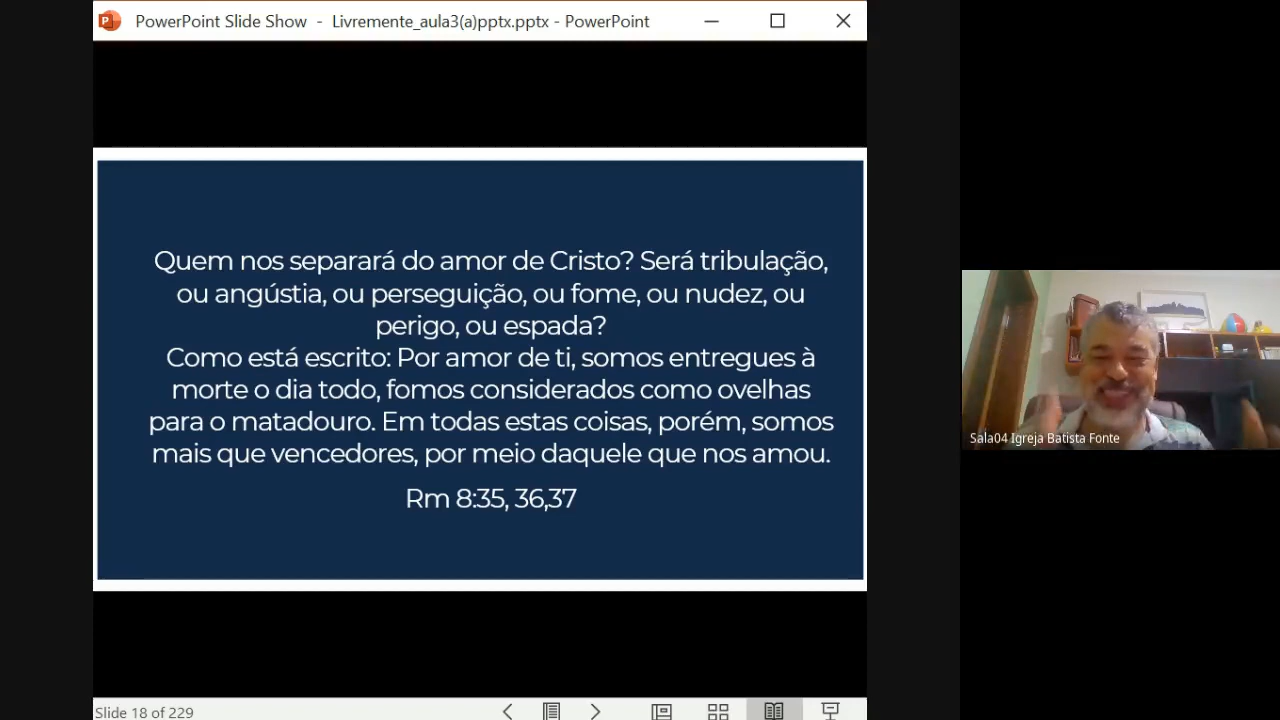 PowerPoint Slide Show - Livremente_aula3(a)pptx.pptx - PowerPoint
Quem nos separará do amor de Cristo? Será tribulação,
ou angústia, ou perseguição, ou fome, ou nudez, ou
perigo, ou espada?
Como está escrito: Por amor de ti, somos entregues à
morte o dia todo, fomos considerados como ovelhas
para o matadouro. Em todas estas coisas, porém, somos
mais que vencedores, por meio daquele que nos amou.
Rm 8:35, 36,37
Sala04 Igreja Batista Fonte
Slide 18 of 229